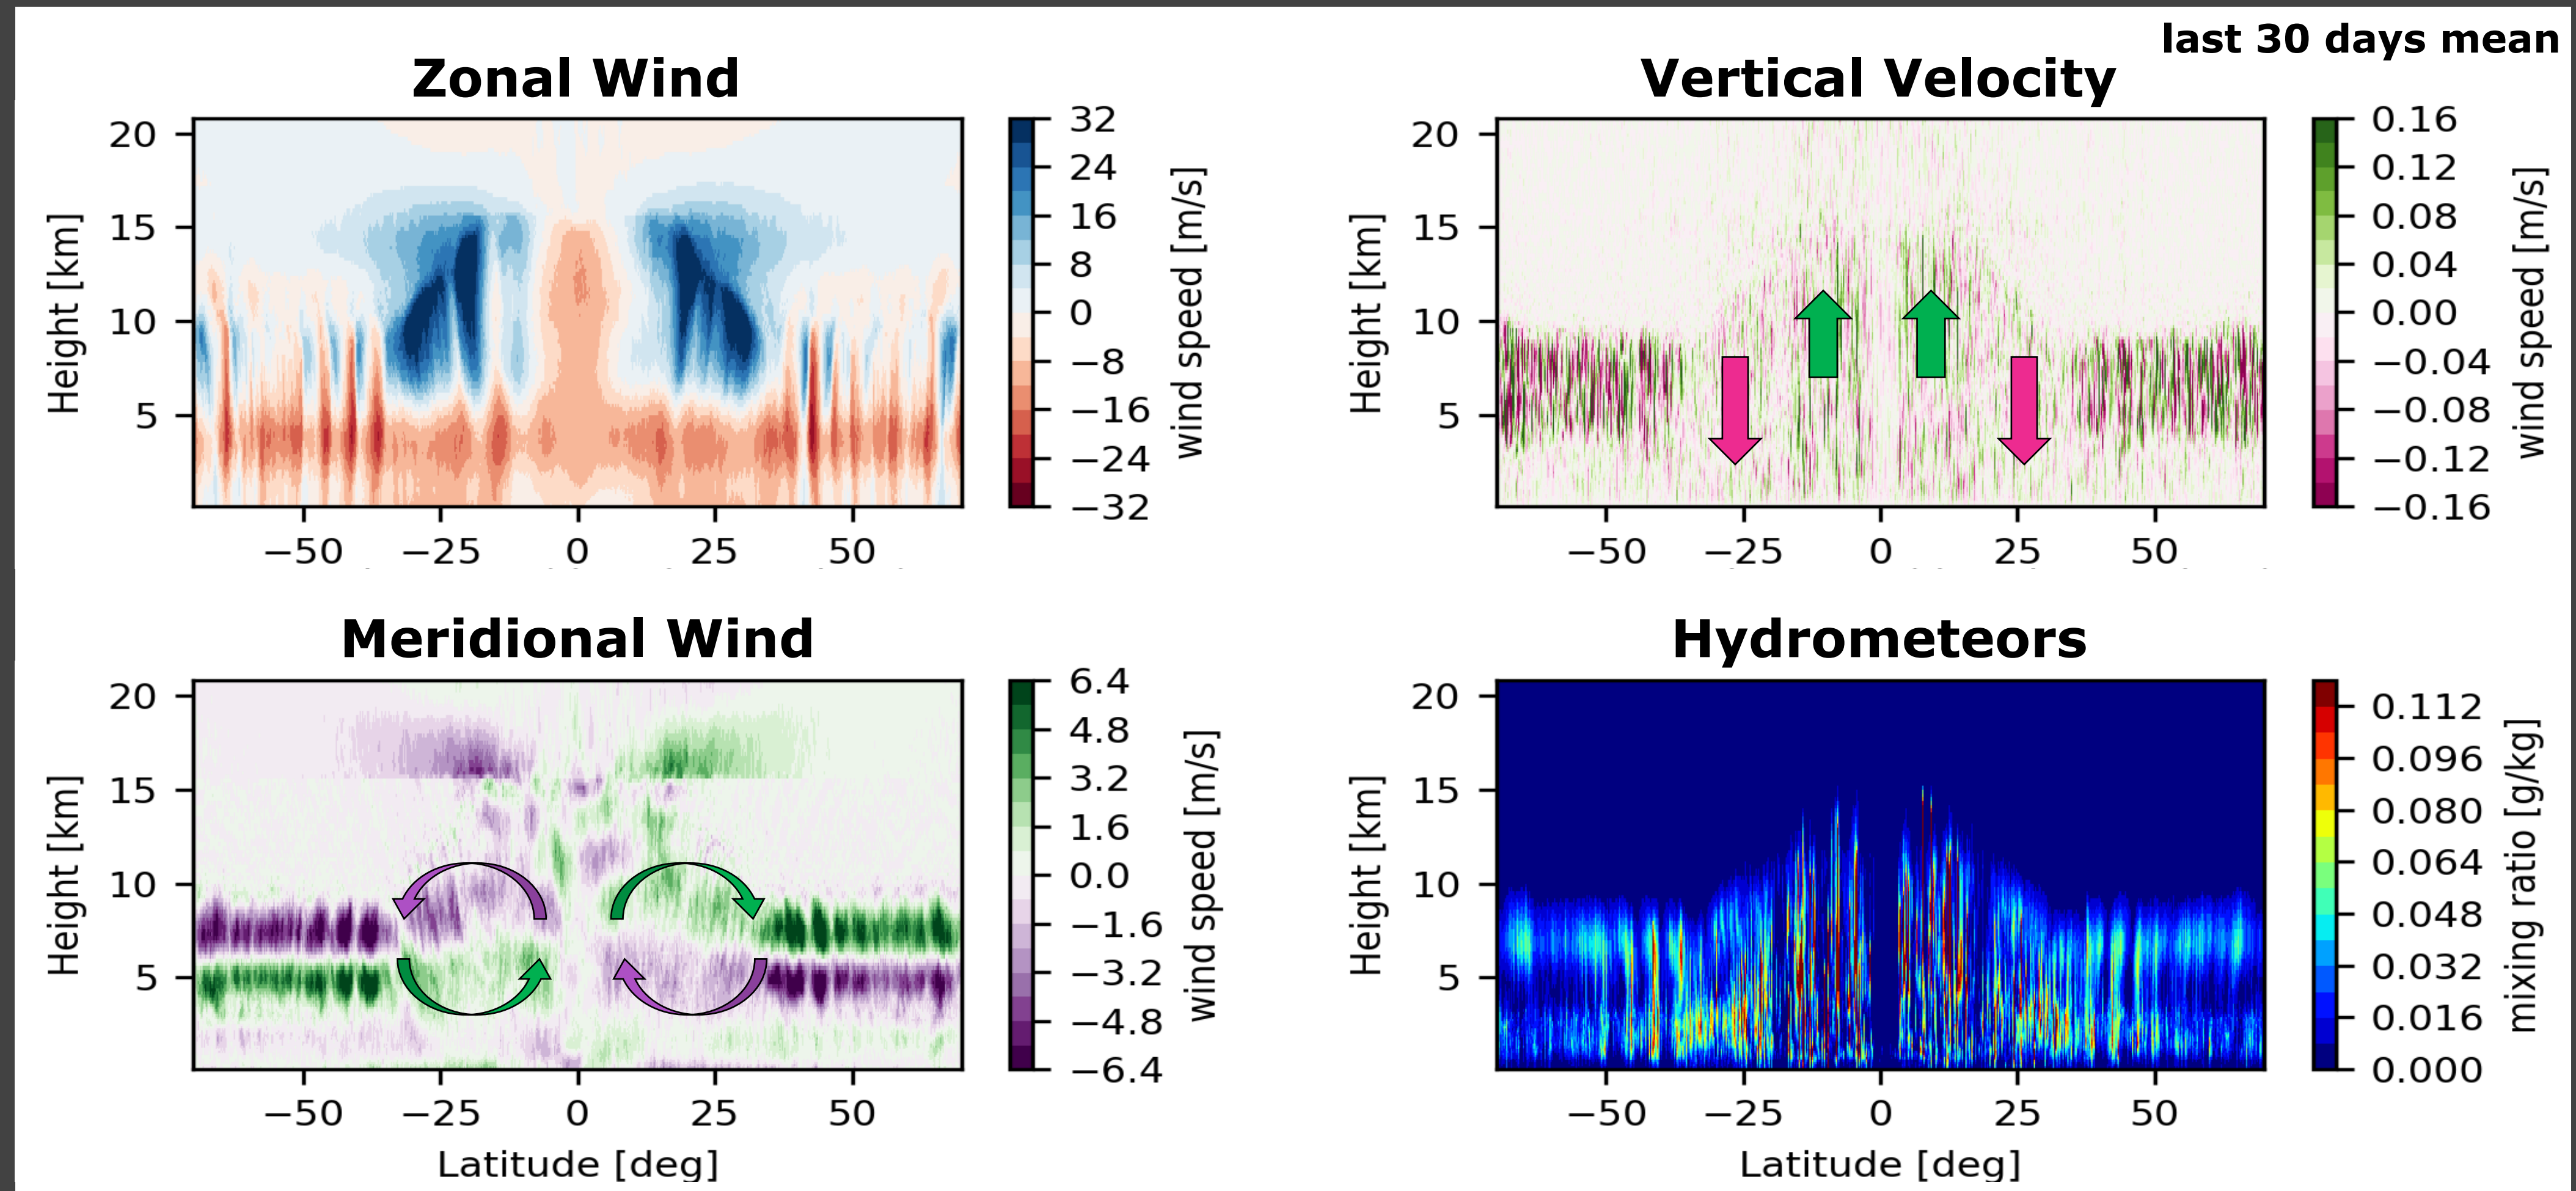 last 30 days mean
Zonal Wind
20
15
10
5
Height [km]
−50 −25 0 25 50
32
24
16
8
0
−8
−16
−24
−32
wind speed [m/s]
Vertical Velocity
20
15
10
5
Height [km]
−50 −25 0 25 50
0.16
0.12
0.08
0.04
0.00
−0.04
−0.08
−0.12
−0.16
wind speed [m/s]
Meridional Wind
20
15
10
5
Height [km]
−50 −25 0 25 50
Latitude [deg]
6.4
4.8
3.2
1.6
0.0
−1.6
−3.2
−4.8
−6.4
wind speed [m/s]
Hydrometeors
20
15
10
5
Height [km]
−50 −25 0 25 50
Latitude [deg]
0.112
0.096
0.080
0.064
0.048
0.032
0.016
0.000
mixing ratio [g/kg]